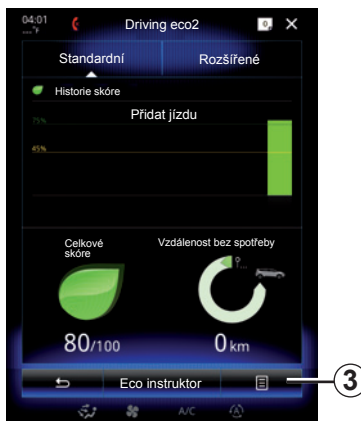 04:01
Driving eco2
---°F
Standardní
Rozšířené
Historie skóre
Přidat jízdu
75%
45%
Celkové
skóre
Vzdálenost bez spotřeby
?...
80/100
0 km
Eco instruktor
3
A/C